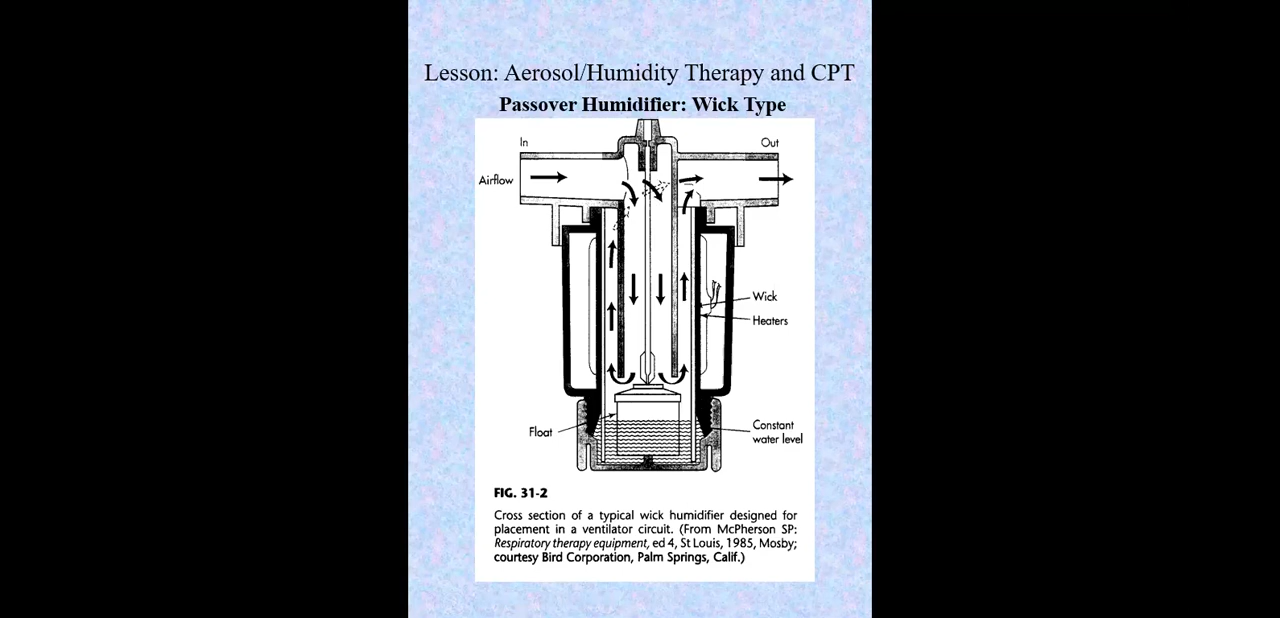 Lesson: Aerosol/Humidity Therapy and CPT
Passover Humidifier: Wick Type
In
Out
Airflow
Wick
Heaters
Float
Constant
water level
FIG. 31-2
Cross section of a typical wick humidifier designed for
placement in a ventilator circuit. (From McPherson SP:
Respiratory therapy equipment, ed 4, St Louis, 1985, Mosby;
courtesy Bird Corporation, Palm Springs, Calif.)